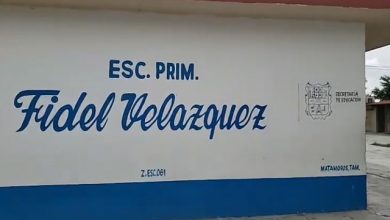 ESC. PRIM.
Fidel Velazquez
SECRETARÍA
DE EDUCACIÓN
Z. ESC. 061
MATAMOROS, TAM.